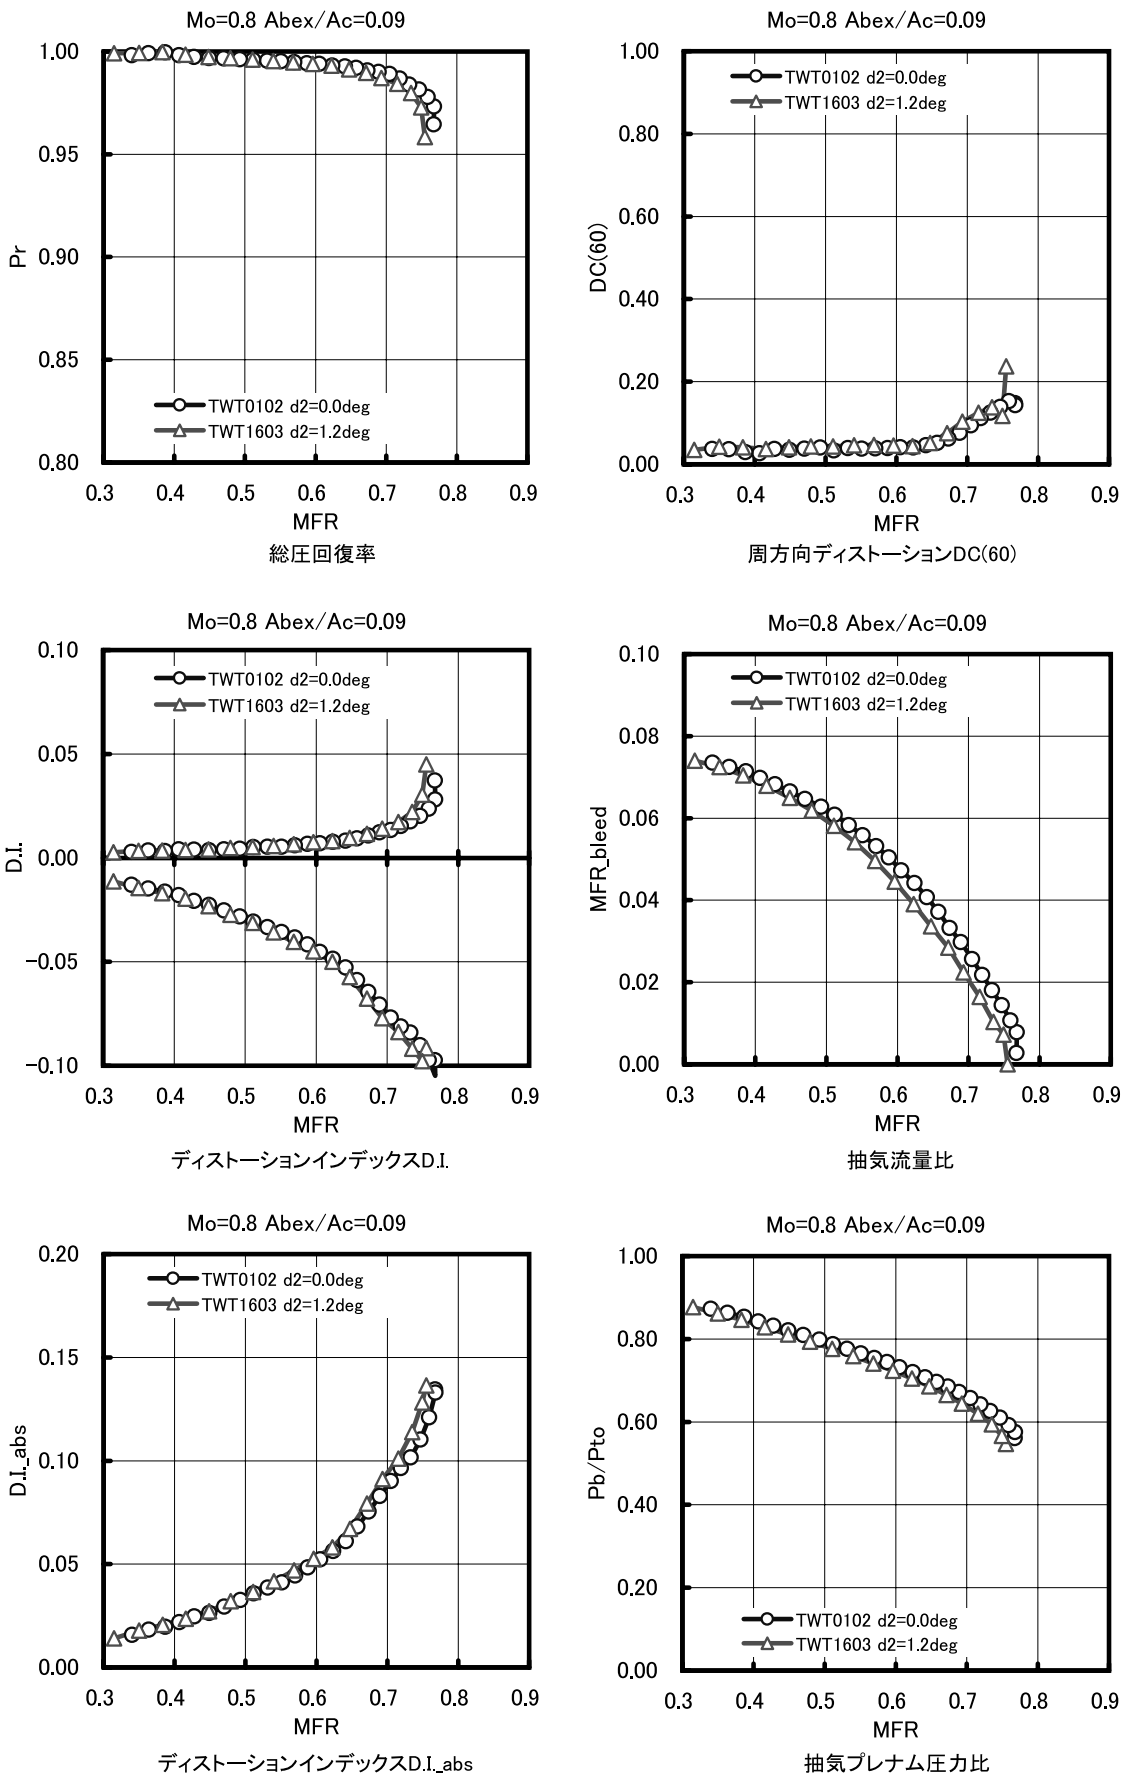 Mo=0.8 Abex/Ac=0.09
1.00
0.95
0.90
0.85
0.80
Pr
TWT0102 d2=0.0deg
TWT1603 d2=1.2deg
0.3 0.4 0.5 0.6 0.7 0.8 0.9
MFR
総圧回復率
Mo=0.8 Abex/Ac=0.09
1.00
0.80
0.60
0.40
0.20
0.00
DC(60)
TWT0102 d2=0.0deg
TWT1603 d2=1.2deg
0.3 0.4 0.5 0.6 0.7 0.8 0.9
MFR
周方向ディストーションDC(60)
Mo=0.8 Abex/Ac=0.09
0.10
0.05
0.00
-0.05
-0.10
D.I.
TWT0102 d2=0.0deg
TWT1603 d2=1.2deg
0.3 0.4 0.5 0.6 0.7 0.8 0.9
MFR
ディストーションインデックスD.I.
Mo=0.8 Abex/Ac=0.09
0.10
0.08
0.06
0.04
0.02
0.00
MFR_bleed
TWT0102 d2=0.0deg
TWT1603 d2=1.2deg
0.3 0.4 0.5 0.6 0.7 0.8 0.9
MFR
抽気流量比
Mo=0.8 Abex/Ac=0.09
0.20
0.15
0.10
0.05
0.00
D.I._abs
TWT0102 d2=0.0deg
TWT1603 d2=1.2deg
0.3 0.4 0.5 0.6 0.7 0.8 0.9
MFR
ディストーションインデックスD.I._abs
Mo=0.8 Abex/Ac=0.09
1.00
0.80
0.60
0.40
0.20
0.00
Pb/Pto
TWT0102 d2=0.0deg
TWT1603 d2=1.2deg
0.3 0.4 0.5 0.6 0.7 0.8 0.9
MFR
抽気プレナム圧力比